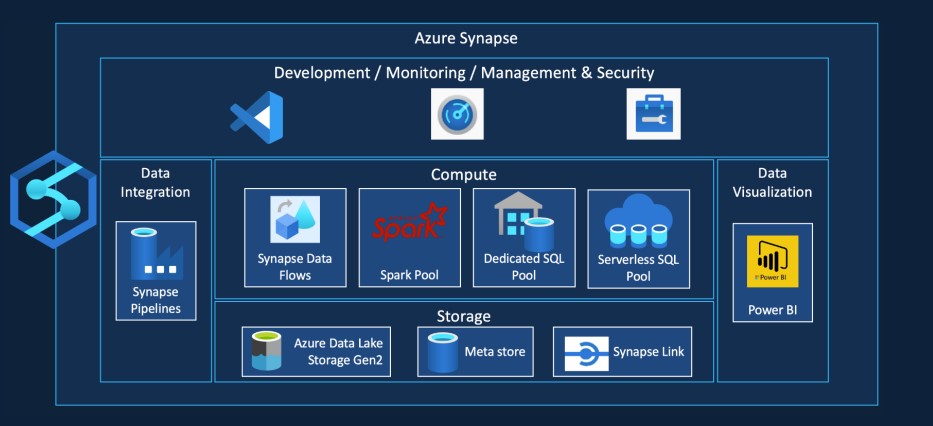 Azure Synapse
Development / Monitoring / Management & Security
Data
Integration
Synapse
Pipelines
Compute
Synapse Data
Flows
Spark
Spark Pool
Dedicated SQL
Pool
Serverless SQL
Pool
Storage
Azure Data Lake
Storage Gen2
Meta store
Synapse Link
Data
Visualization
Power BI
Power BI